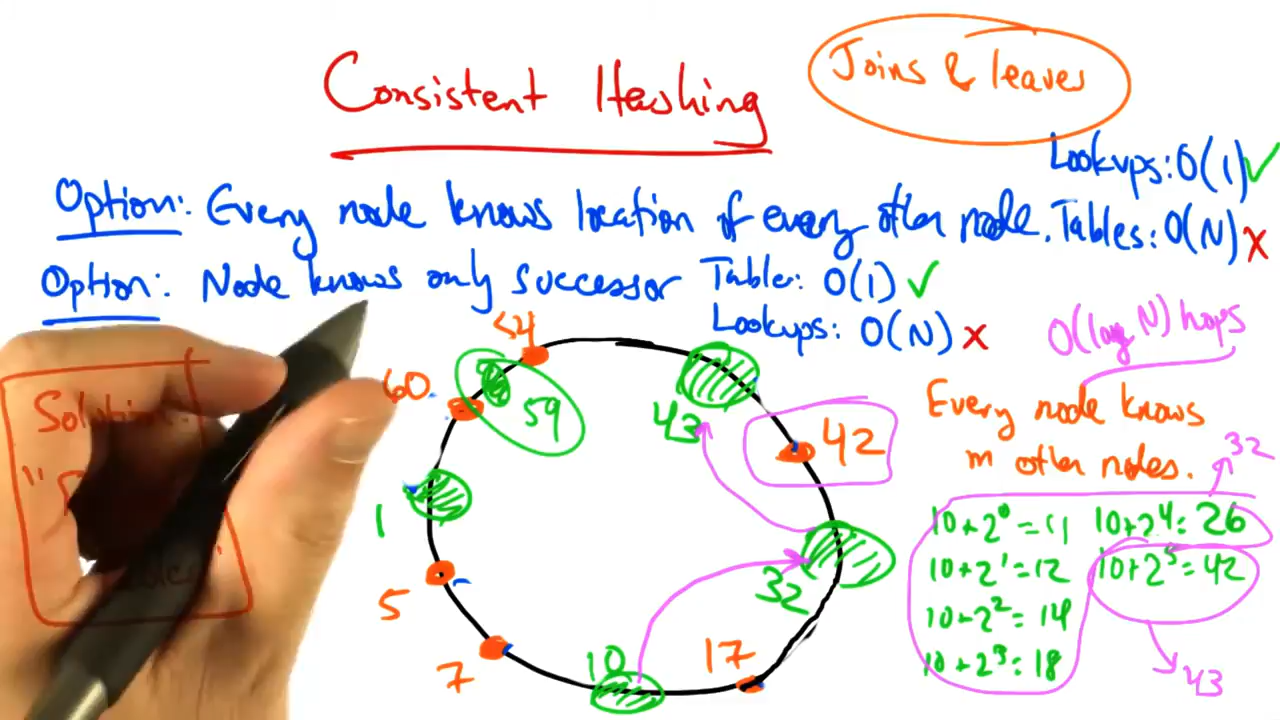 Consistent Hashing
Joins & leaves
Lookups: O(1) ✓
Option: Every node knows location of every other node. Tables: O(N) x
Option: Node knows only successor Table: O(1) ✓
Lookups: O(N) x
O(log N) hops
Every node knows
m other nodes.
32
10+2⁰=11 10+2⁴=26
10+2¹=12 10+2⁵=42
10+2²=14
10+2³=18
43
54
60
59
43
42
1
32
5
10
17
7
Solution: